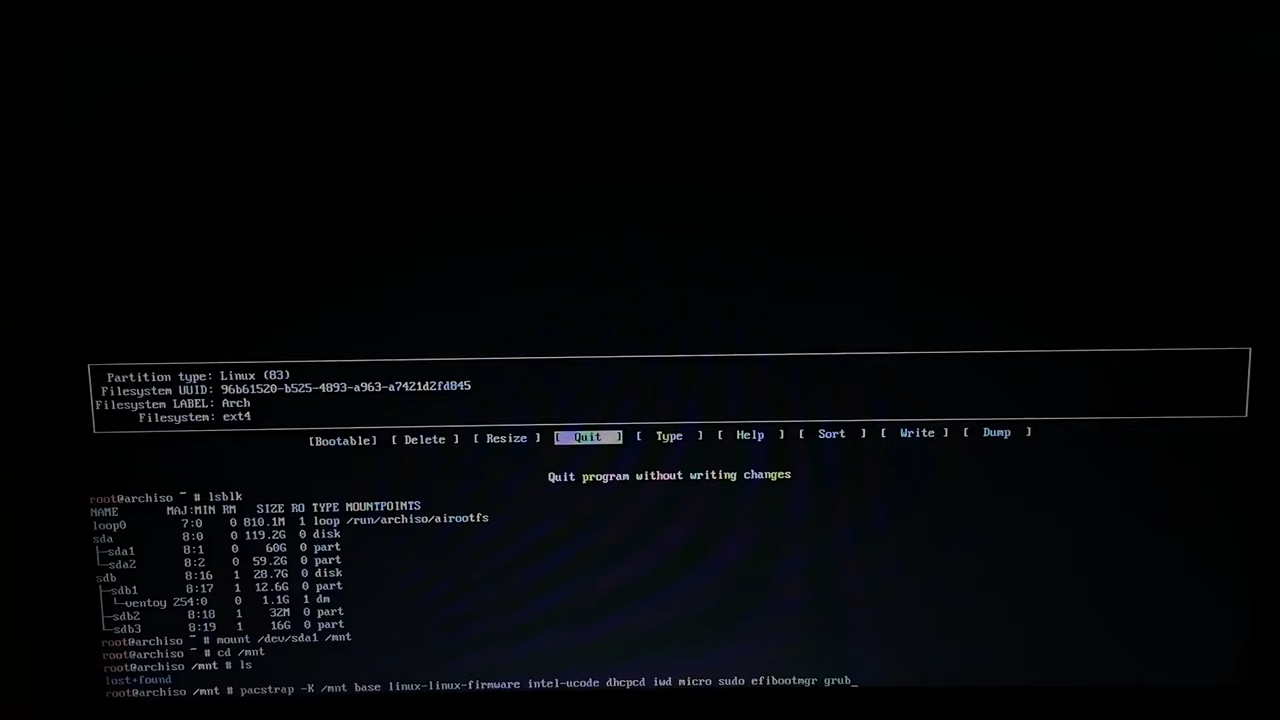 Partition type: Linux (83)
Filesystem UUID: 96b61520-b525-4893-a963-a7421d2fd845
Filesystem LABEL: Arch
Filesystem: ext4
[Bootable] [ Delete ] [ Resize ] [ Quit ] [ Type ] [ Help ] [ Sort ] [ Write ] [ Dump ]
Quit program without writing changes
root@archiso ~ # lsblk
NAME MAJ:MIN RM SIZE RO TYPE MOUNTPOINTS
loop0 7:0 0 810.1M 1 loop /run/archiso/airootfs
sda 8:0 0 119.2G 0 disk
├─sda1 8:1 0 60G 0 part
└─sda2 8:2 0 59.2G 0 part
sdb 8:16 1 28.7G 0 disk
├─sdb1 8:17 1 12.6G 0 part
│ └─ventoy 254:0 0 1.1G 1 dm
├─sdb2 8:18 1 32M 0 part
└─sdb3 8:19 1 16G 0 part
root@archiso ~ # mount /dev/sda1 /mnt
root@archiso ~ # cd /mnt
root@archiso /mnt # ls
lost+found
root@archiso /mnt # pacstrap -K /mnt base linux-linux-firmware intel-ucode dhcpcd iwd micro sudo efibootmgr grub_